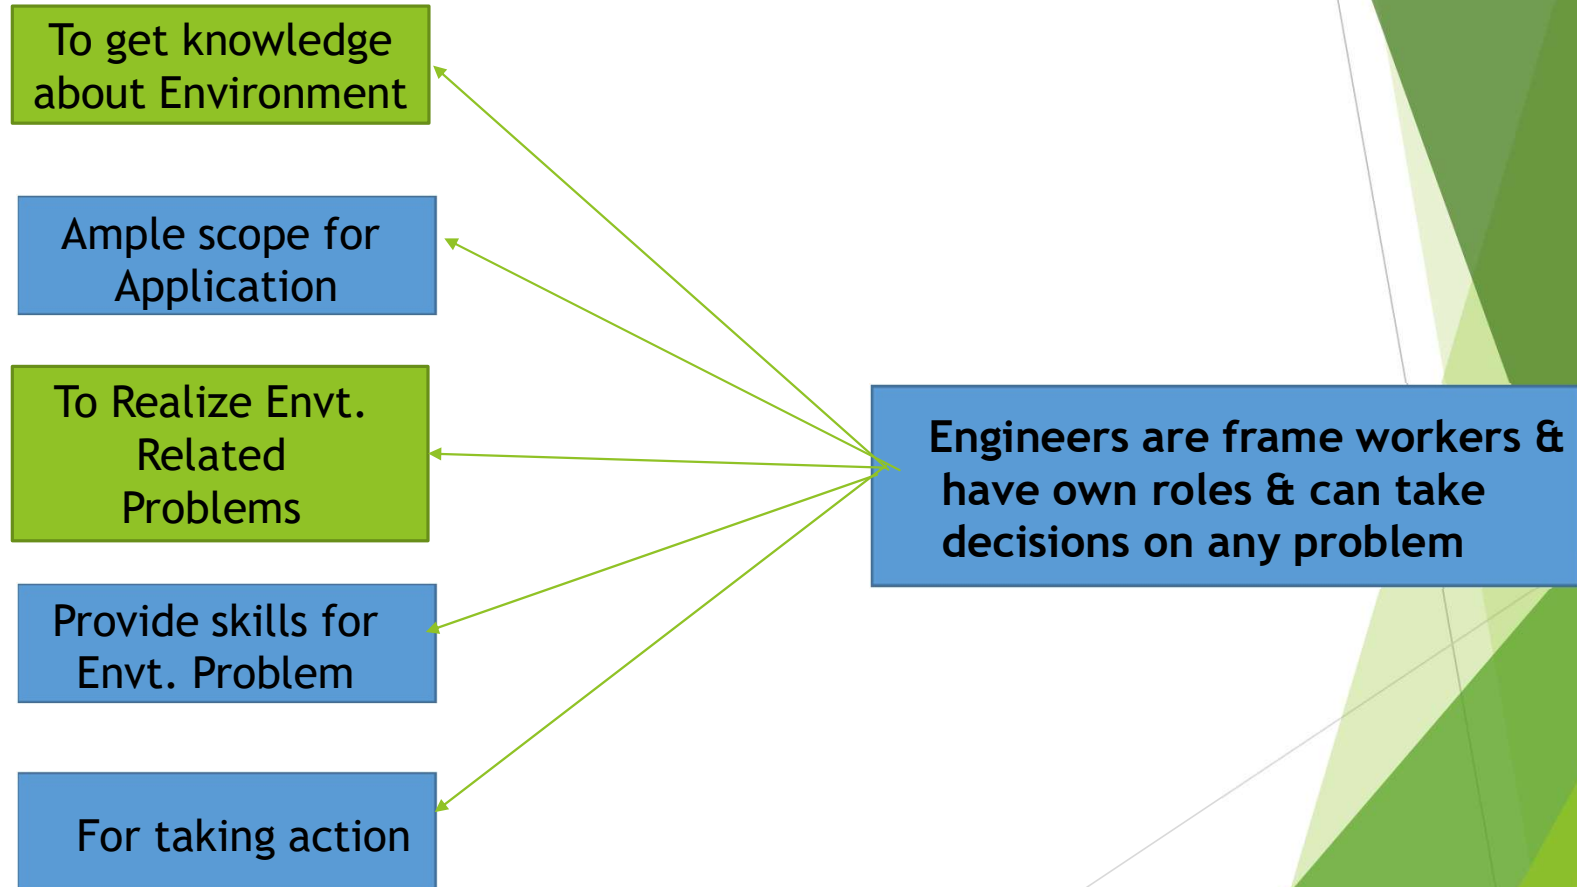 To get knowledge
about Environment
Ample scope for
Application
To Realize Envt.
Related
Problems
Provide skills for
Envt. Problem
For taking action
Engineers are frame workers &
have own roles & can take
decisions on any problem